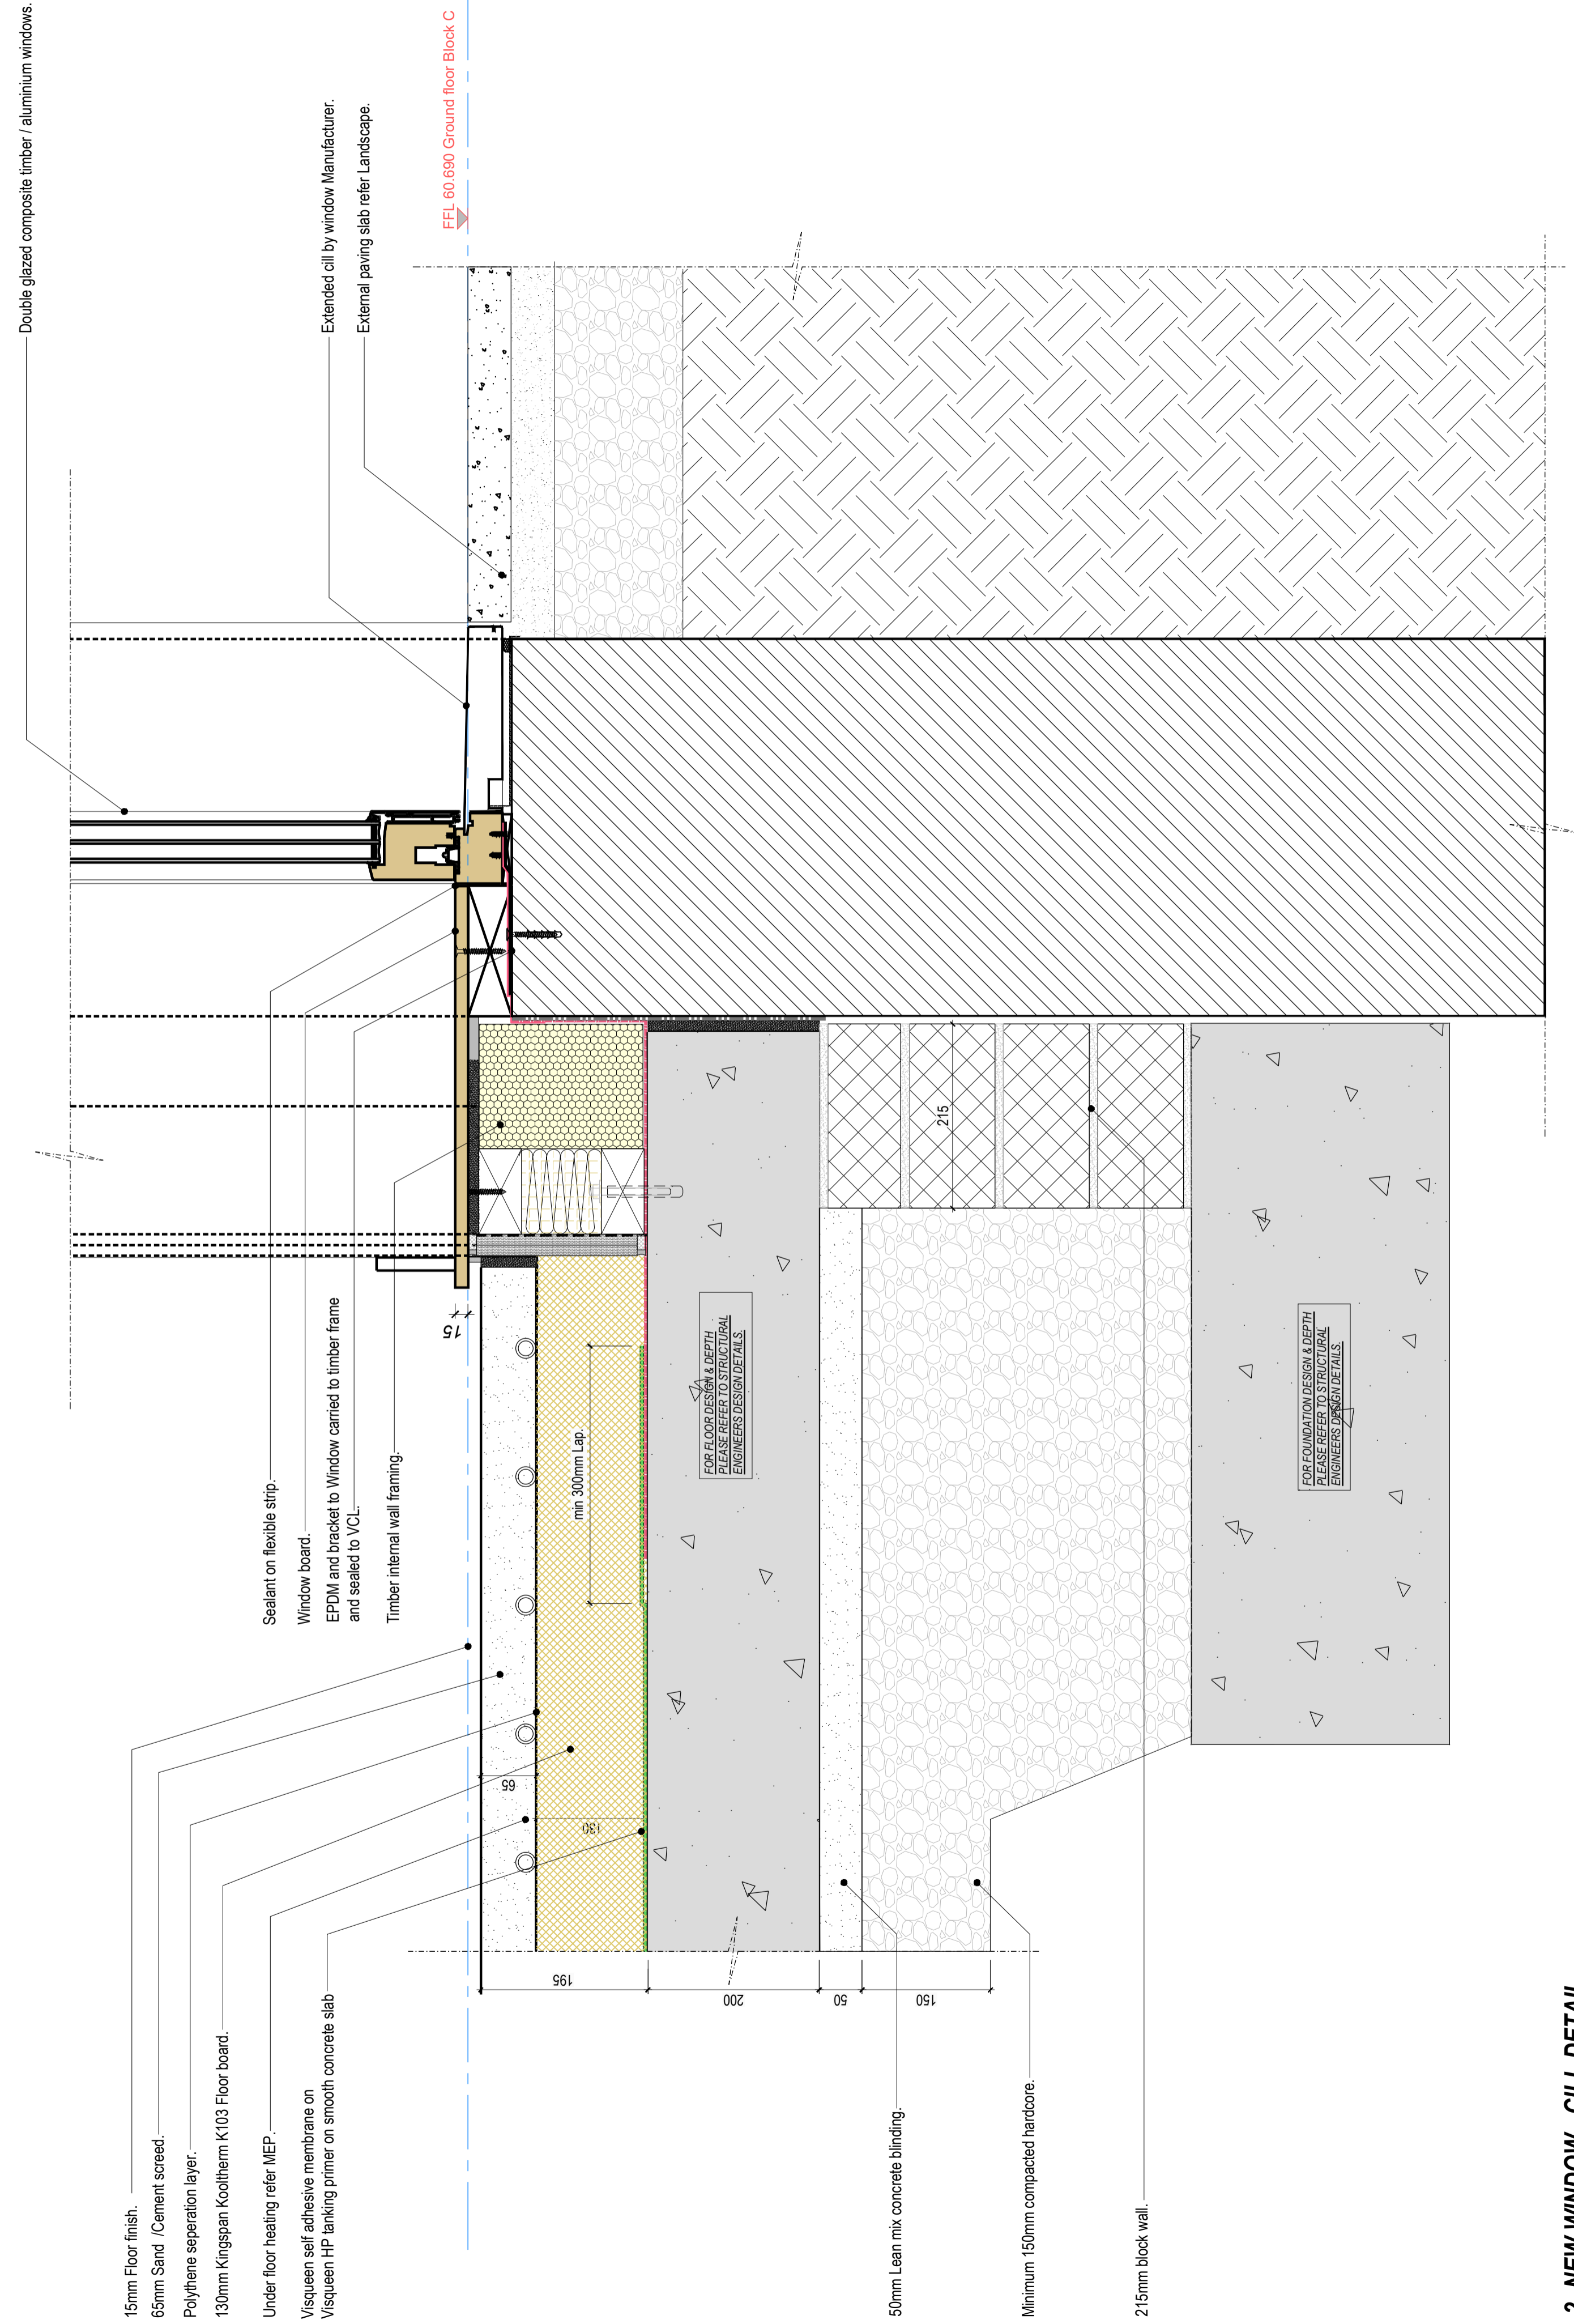 Double glazed composite timber / aluminium windows.
Extended cill by window Manufacturer.
External paving slab refer Landscape.
FFL 60.690 Ground floor Block C
Sealant on flexible strip.
Window board.
EPDM and bracket to Window carried to timber frame
and sealed to VCL.
Timber internal wall framing.
15mm Floor finish.
65mm Sand /Cement screed.
Polythene seperation layer.
130mm Kingspan Kooltherm K103 Floor board.
Under floor heating refer MEP.
Visqueen self adhesive membrane on
Visqueen HP tanking primer on smooth concrete slab
15
65
130
min 300mm Lap.
215
195
200
50
150
FOR FLOOR DESIGN & DEPTH
PLEASE REFER TO STRUCTURAL
ENGINEERS DESIGN DETAILS.
FOR FOUNDATION DESIGN & DEPTH
PLEASE REFER TO STRUCTURAL
ENGINEERS DESIGN DETAILS.
50mm Lean mix concrete blinding.
Minimum 150mm compacted hardcore.
215mm block wall.
2 NEW WINDOW CILL DETAIL